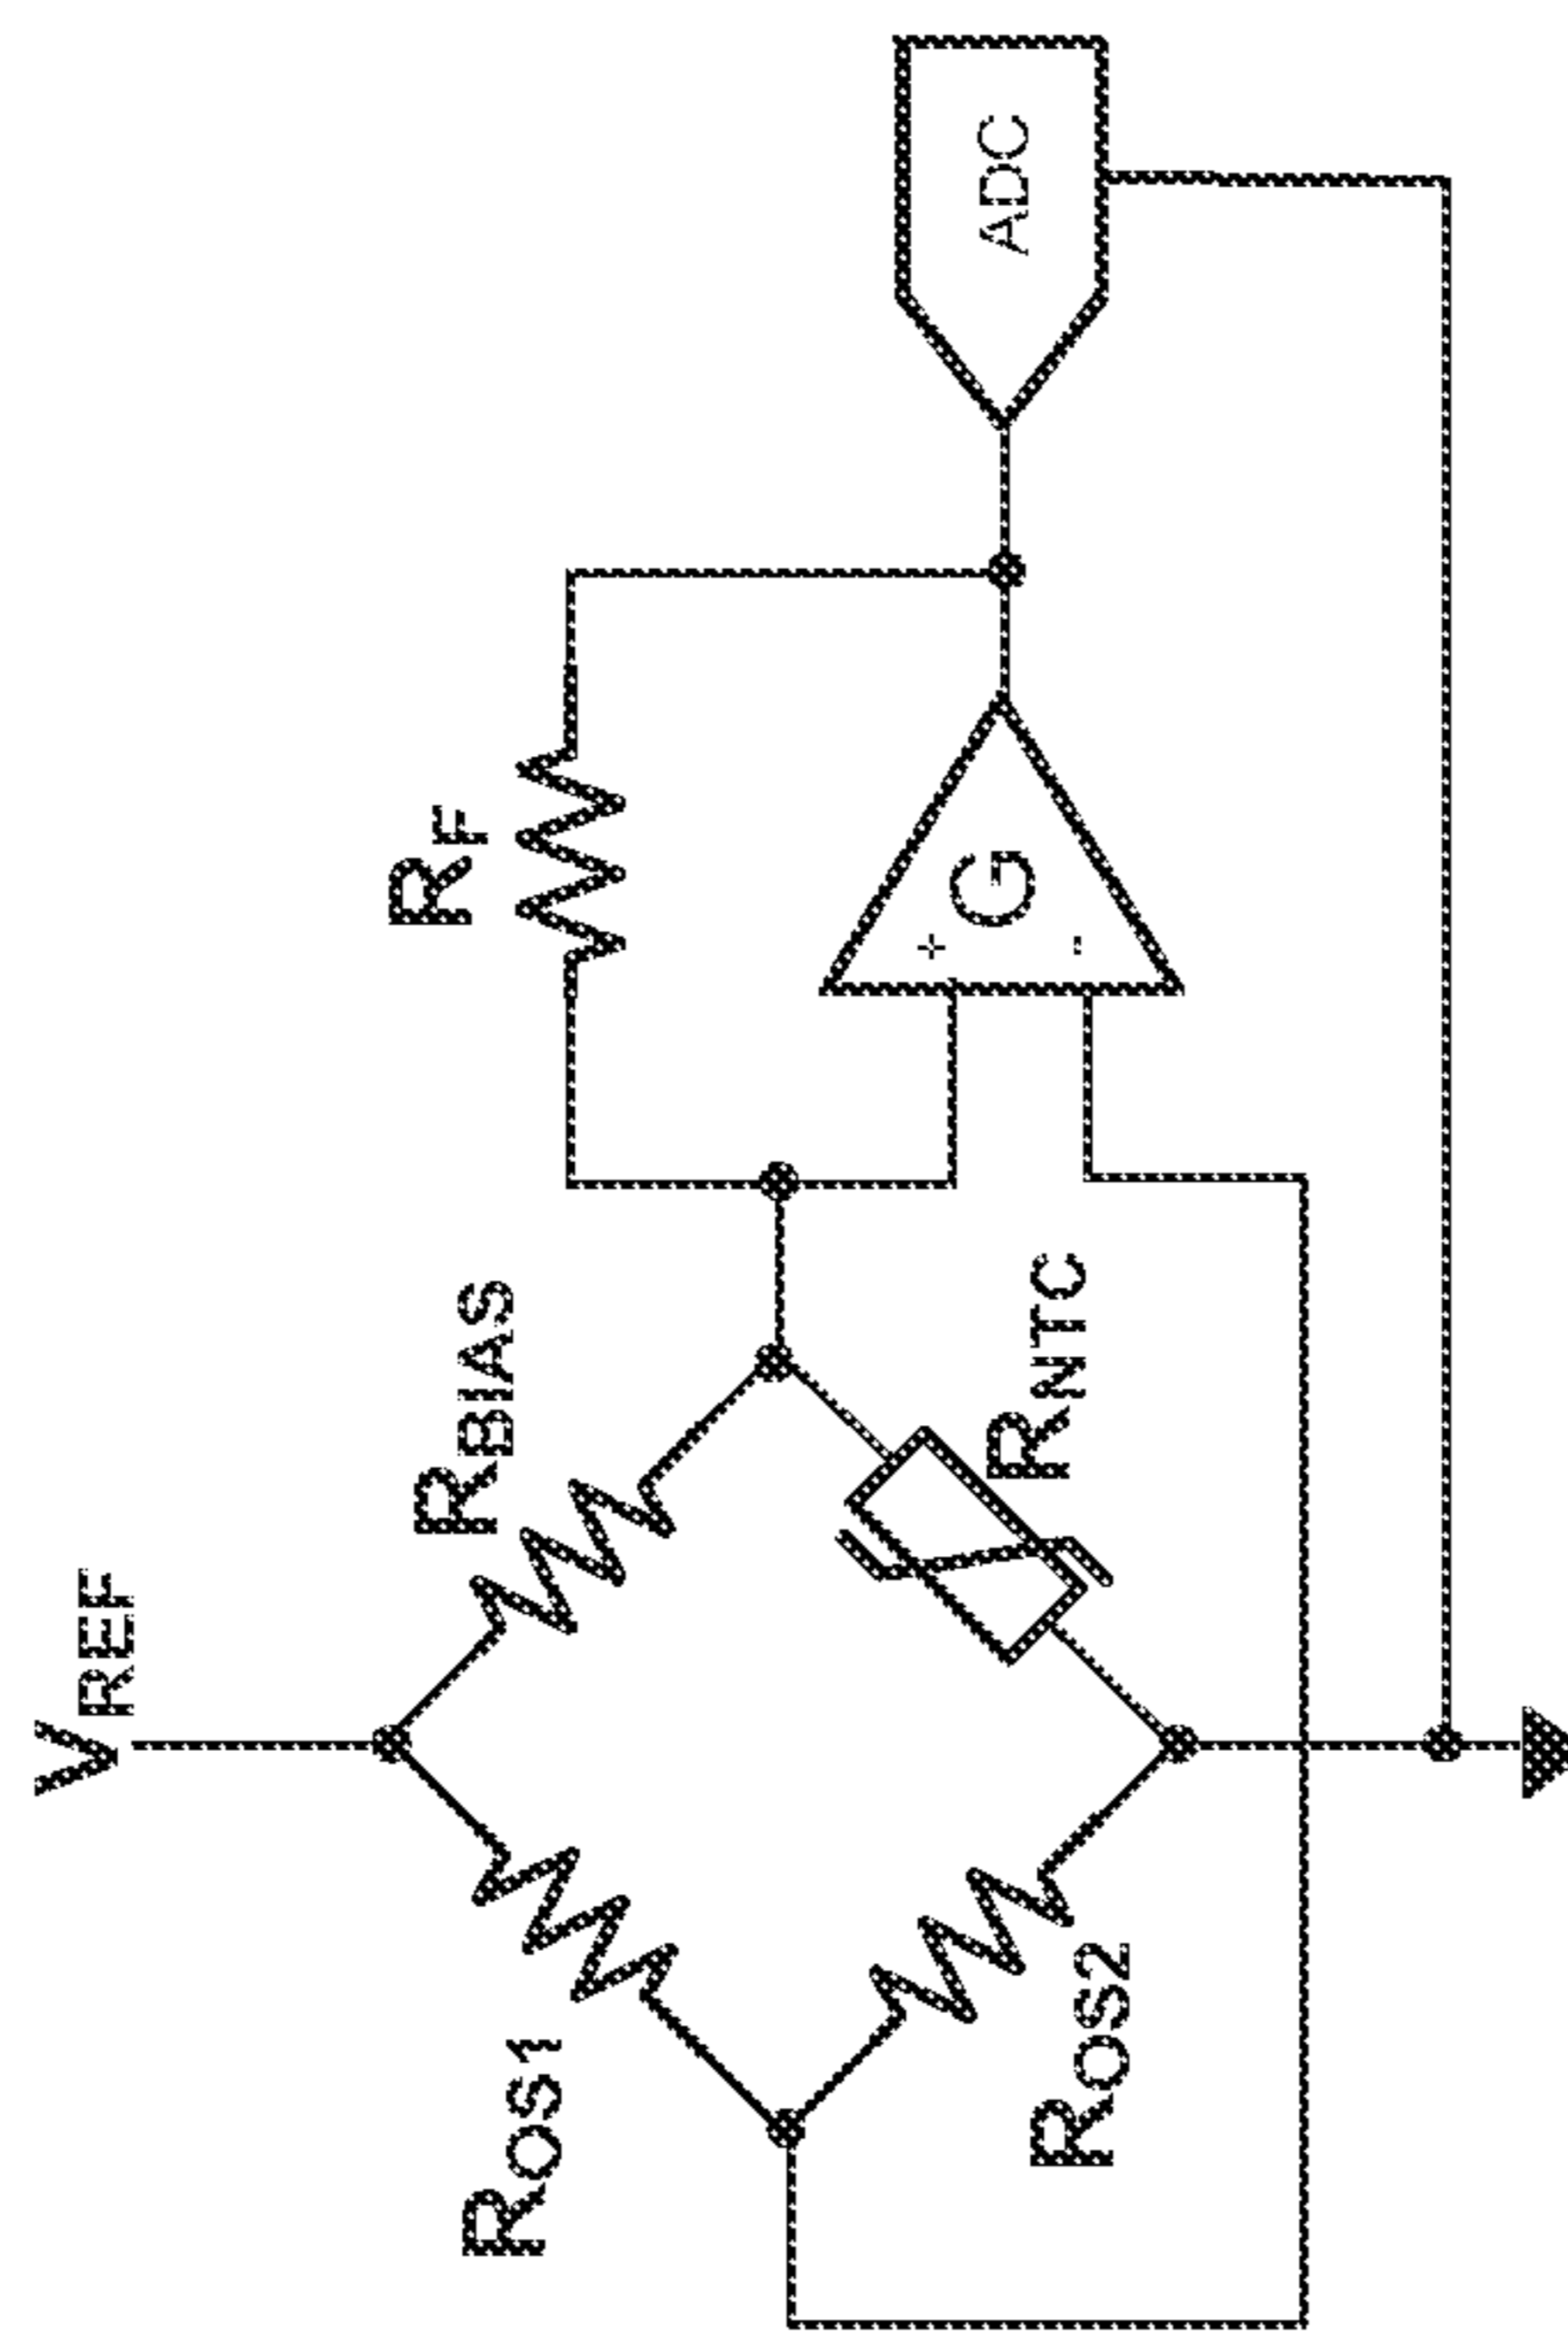 VREF
ROS1
RBIAS
RF
ROS2
RNTC
+
G
-
ADC